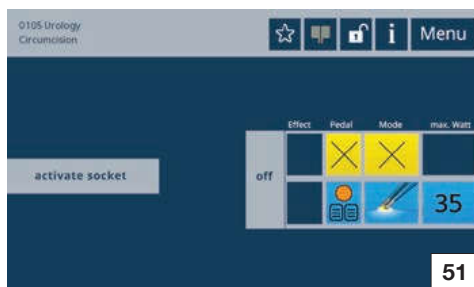 0105 Urology
Circumcision
i
Menu
Effect Pedal Mode max. Watt
activate socket
off
35
51